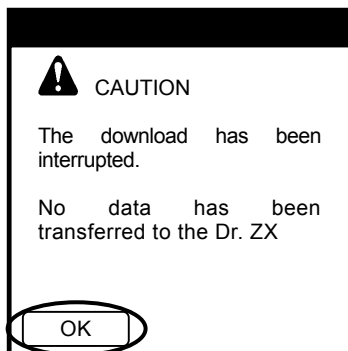 CAUTION
The download has been
interrupted.
No data has been
transferred to the Dr. ZX
OK